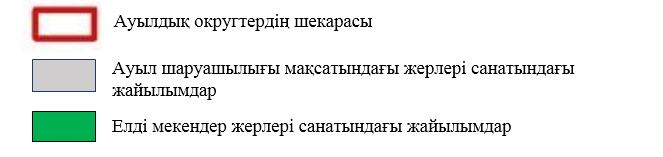 Ауылдық округтердің шекарасы
Ауыл шаруашылығы мақсатындағы жерлері санатындағы
жайылымдар
Елді мекендер жерлері санатындағы жайылымдар